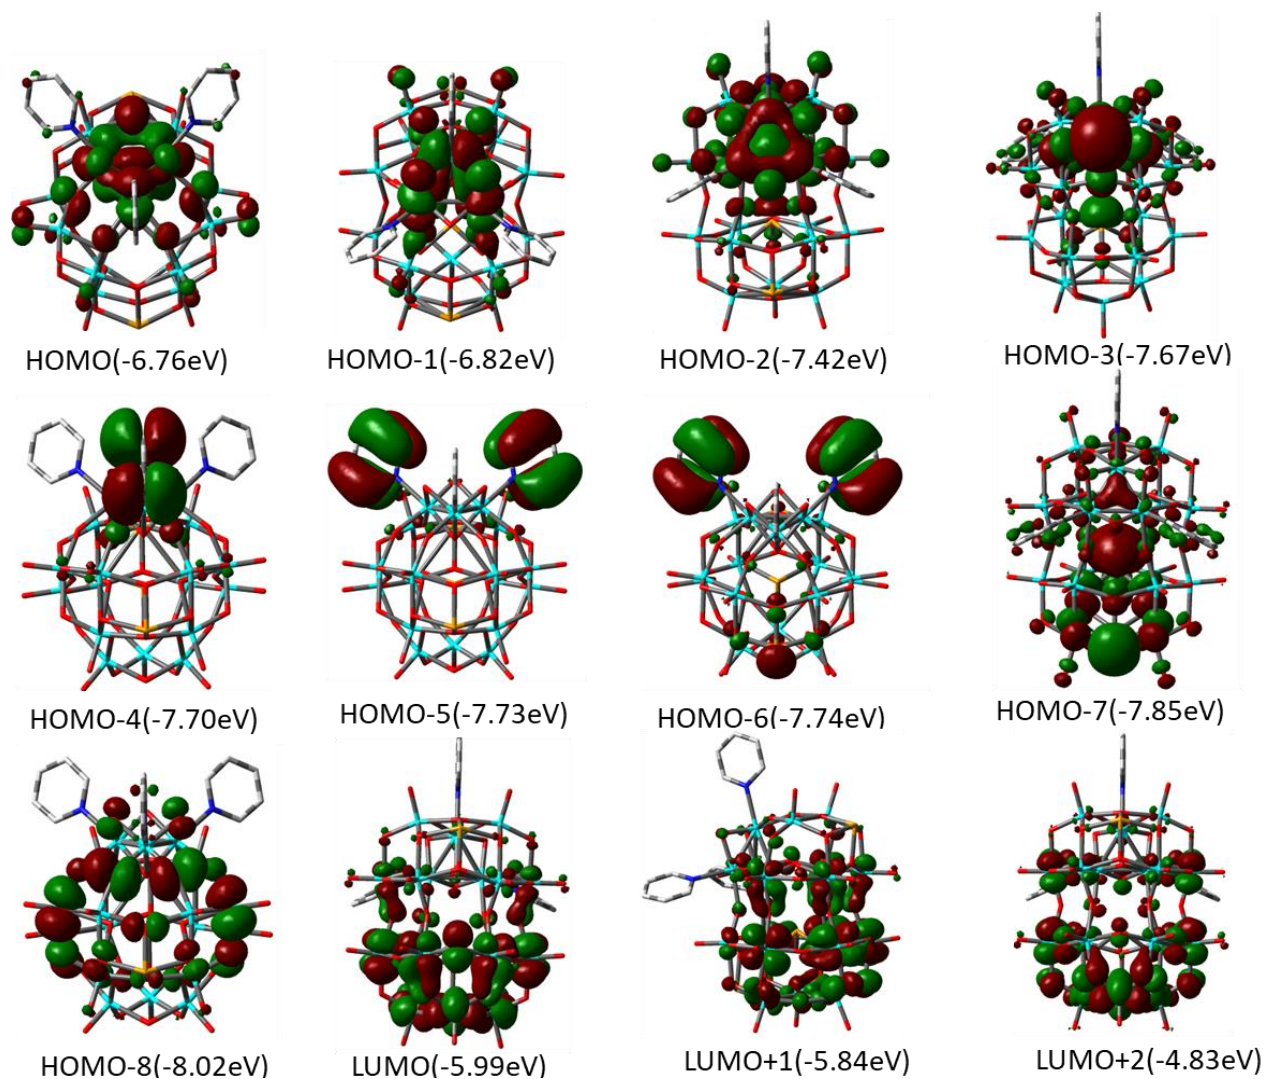 HOMO(-6.76eV)
HOMO-1(-6.82eV)
HOMO-2(-7.42eV)
HOMO-3(-7.67eV)
HOMO-4(-7.70eV)
HOMO-5(-7.73eV)
HOMO-6(-7.74eV)
HOMO-7(-7.85eV)
HOMO-8(-8.02eV)
LUMO(-5.99eV)
LUMO+1(-5.84eV)
LUMO+2(-4.83eV)